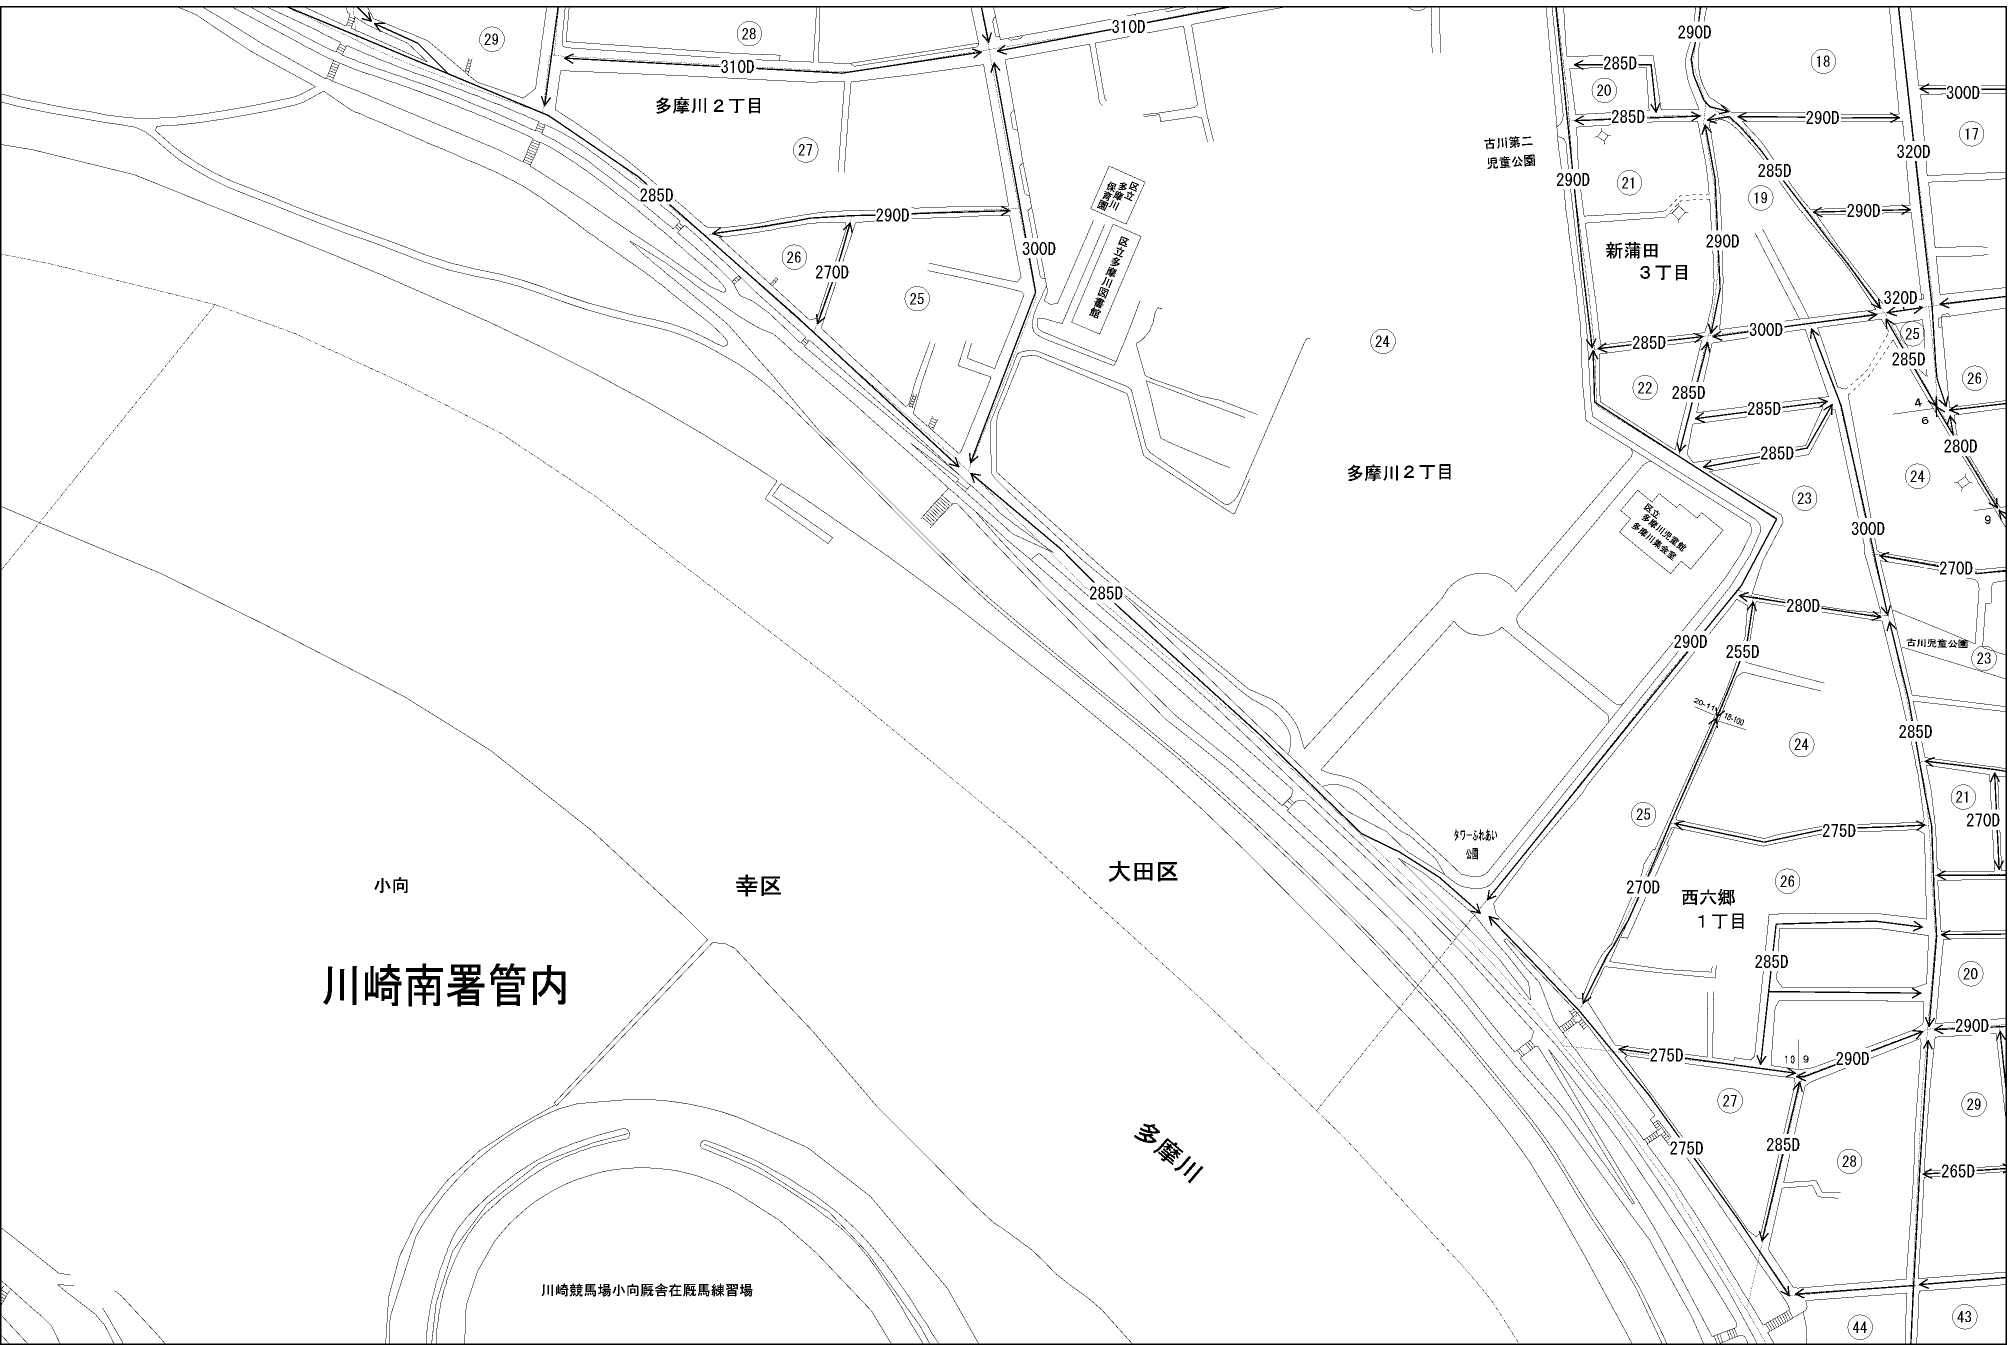 29
28
310D
310D
290D
18
285D
20
300D
多摩川２丁目
285D
290D
17
古川第二
児童公園
27
320D
285D
290D
285D
21
19
区立
多摩川
保育園
290D
290D
300D
290D
新蒲田
３丁目
26
270D
区立多摩川図書館
25
320D
300D
24
285D
25
285D
22
285D
26
285D
4
6
280D
285D
多摩川２丁目
24
23
区立
多摩川児童館
多摩川集会室
9
300D
270D
285D
280D
290D
255D
古川児童公園
23
20-11
18-100
285D
24
21
25
270D
275D
タワーふれあい
公園
大田区
幸区
小向
26
270D
西六郷
１丁目
285D
20
川崎南署管内
290D
275D
10 9
290D
27
29
多摩川
285D
275D
28
265D
川崎競馬場小向厩舎在厩馬練習場
44
43